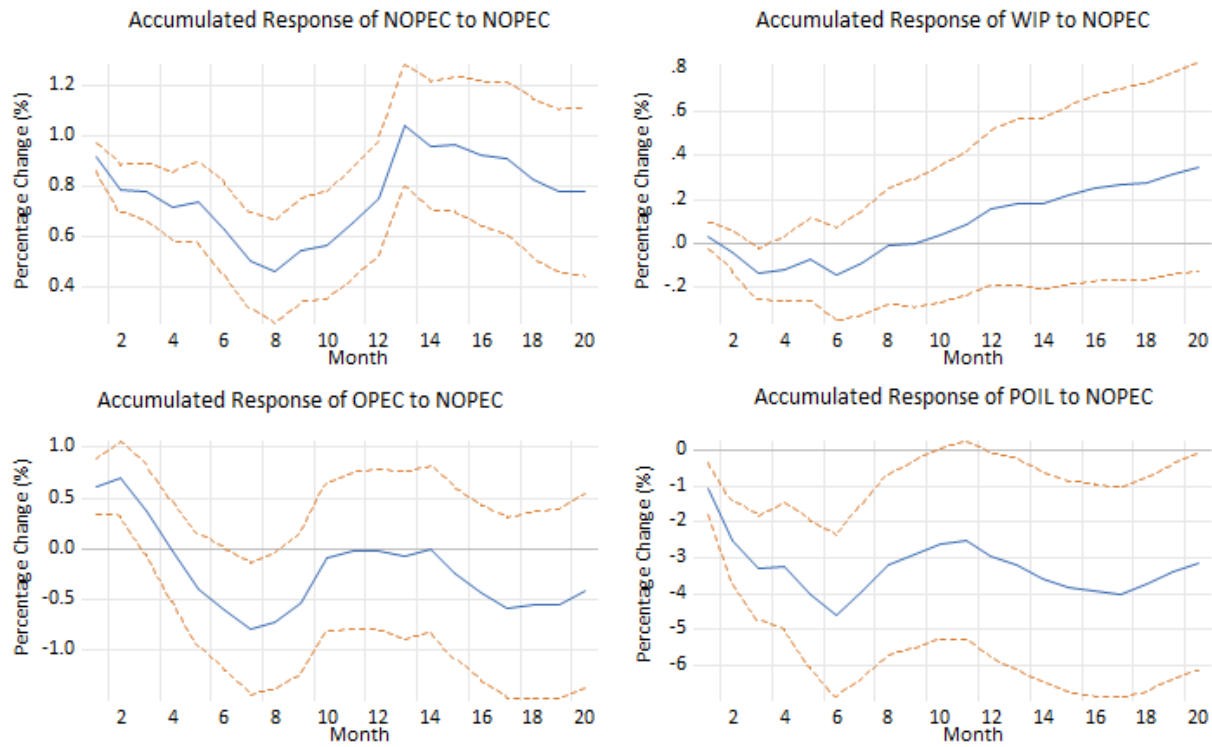 Accumulated Response of NOPEC to NOPEC
Percentage Change (%)
1.2
1.0
0.8
0.6
0.4
2 4 6 8 10 12 14 16 18 20
Month
Accumulated Response of WIP to NOPEC
Percentage Change (%)
.8
.6
.4
.2
.0
-.2
2 4 6 8 10 12 14 16 18 20
Month
Accumulated Response of OPEC to NOPEC
Percentage Change (%)
1.0
0.5
0.0
-0.5
-1.0
2 4 6 8 10 12 14 16 18 20
Month
Accumulated Response of POIL to NOPEC
Percentage Change (%)
0
-1
-2
-3
-4
-5
-6
2 4 6 8 10 12 14 16 18 20
Month